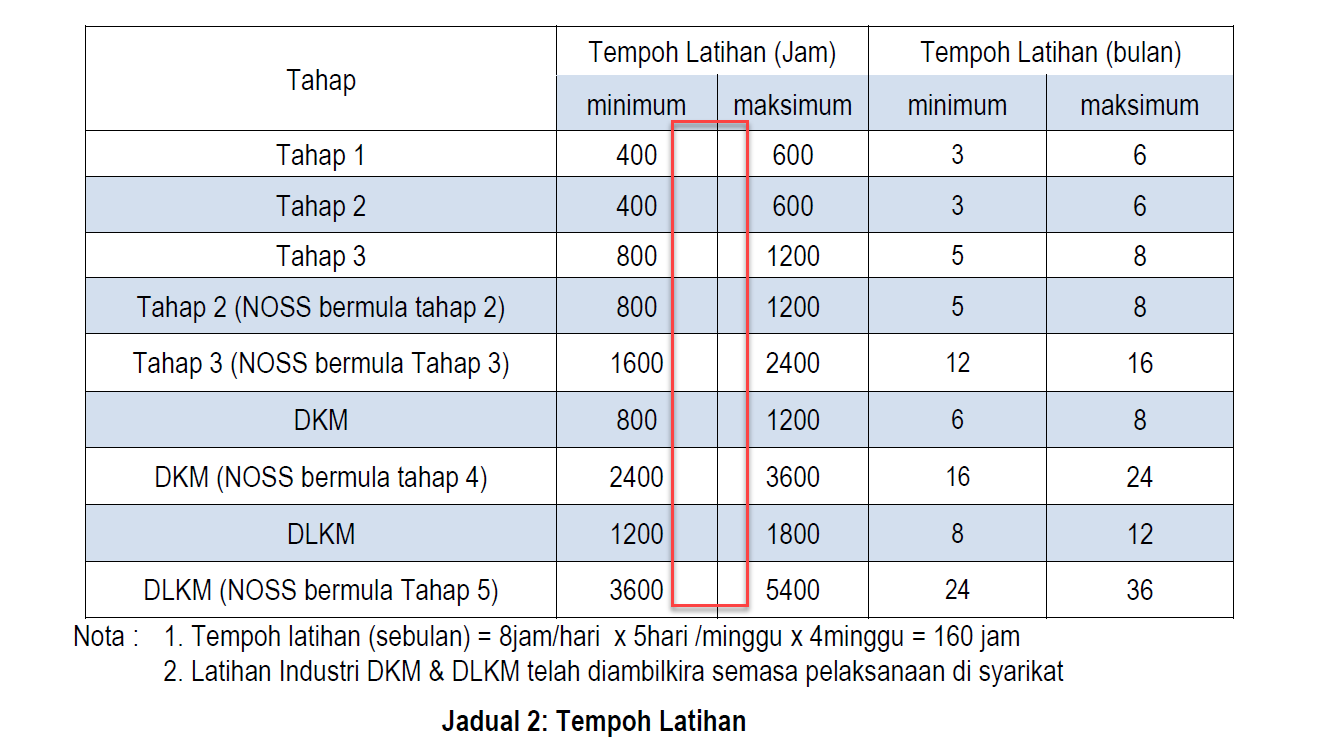 Tahap Tempoh Latihan (Jam) Tempoh Latihan (bulan)
minimum maksimum minimum maksimum
Tahap 1 400 600 3 6
Tahap 2 400 600 3 6
Tahap 3 800 1200 5 8
Tahap 2 (NOSS bermula tahap 2) 800 1200 5 8
Tahap 3 (NOSS bermula Tahap 3) 1600 2400 12 16
DKM 800 1200 6 8
DKM (NOSS bermula tahap 4) 2400 3600 16 24
DLKM 1200 1800 8 12
DLKM (NOSS bermula Tahap 5) 3600 5400 24 36
Nota : 1. Tempoh latihan (sebulan) = 8jam/hari x 5hari /minggu x 4minggu = 160 jam
2. Latihan Industri DKM & DLKM telah diambilkira semasa pelaksanaan di syarikat
Jadual 2: Tempoh Latihan